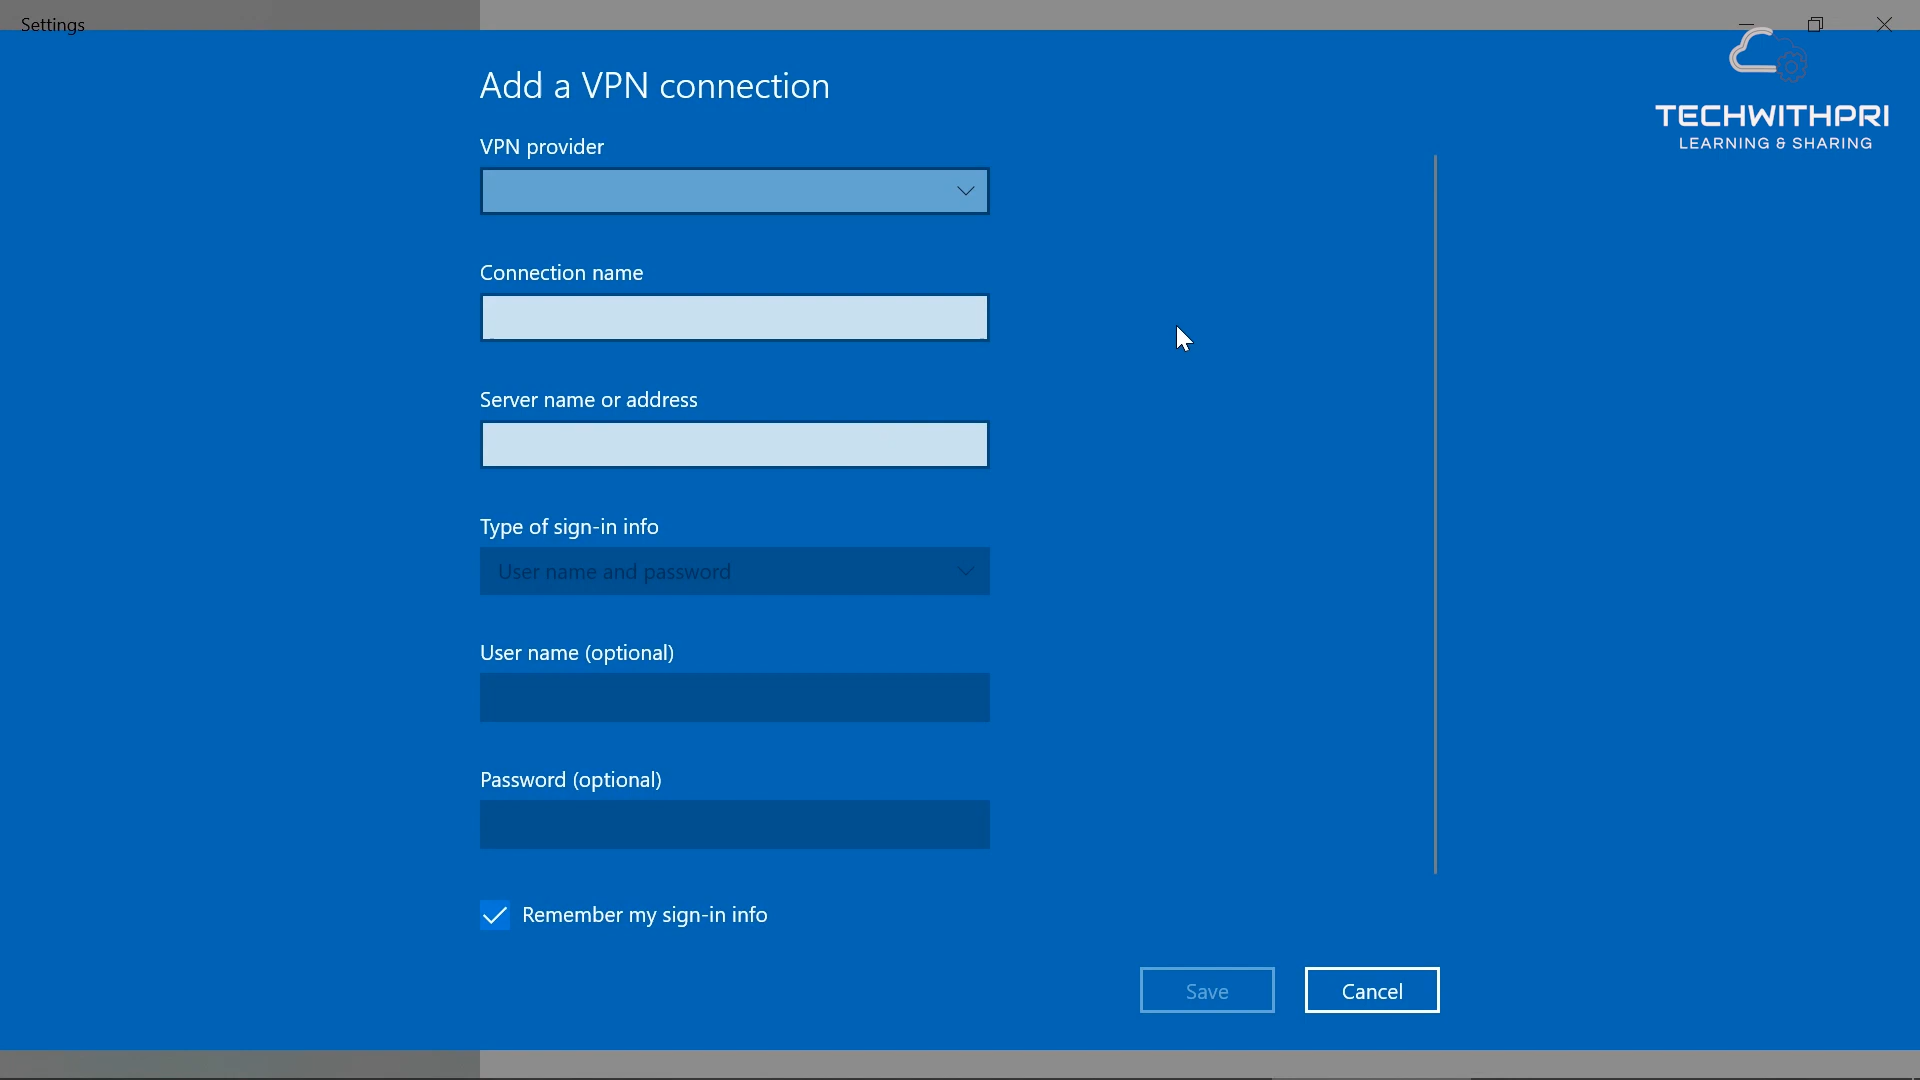 Settings
Add a VPN connection
TECHWITHPRI
LEARNING & SHARING
VPN provider
Connection name
Server name or address
Type of sign-in info
User name and password
User name (optional)
Password (optional)
Remember my sign-in info
Save
Cancel